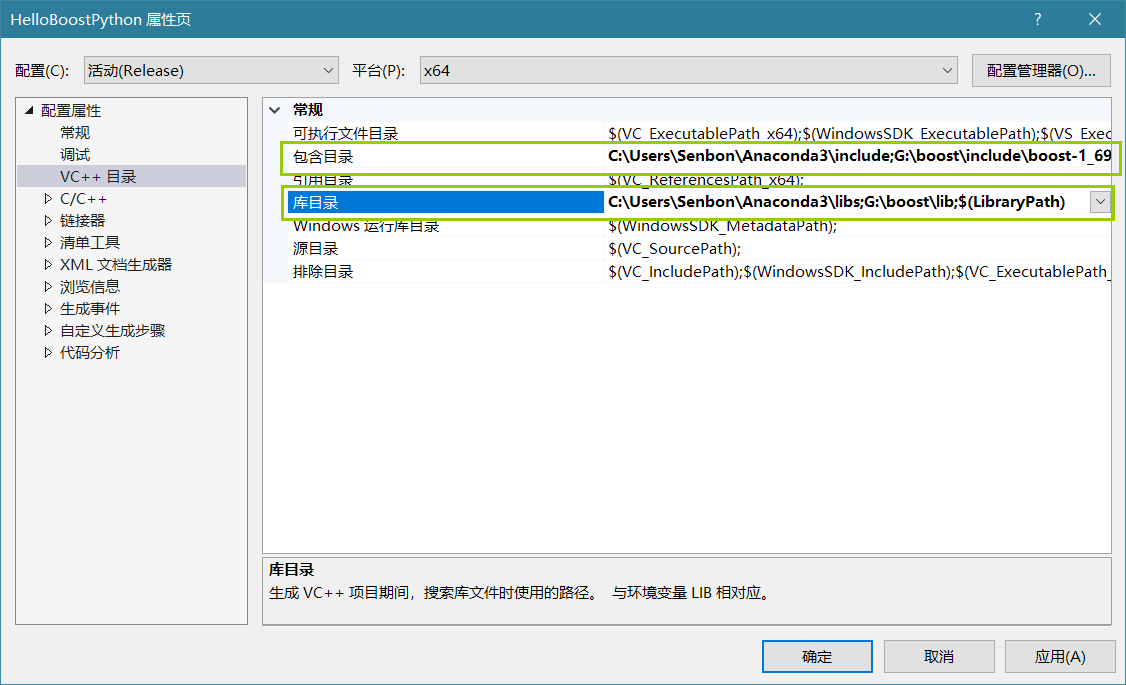 HelloBoostPython 属性页
配置(C): 活动(Release) 平台(P): x64 配置管理器(O)...
配置属性
常规
调试
VC++ 目录
C/C++
链接器
清单工具
XML 文档生成器
浏览信息
生成事件
自定义生成步骤
代码分析
常规
可执行文件目录 $(VC_ExecutablePath_x64);$(WindowsSDK_ExecutablePath);$(VS_Exec
包含目录 C:\Users\Senbon\Anaconda3\include;G:\boost\include\boost-1_69
引用目录 $(VC_ReferencesPath_x64);
库目录 C:\Users\Senbon\Anaconda3\libs;G:\boost\lib;$(LibraryPath)
Windows 运行库目录 $(WindowsSDK_MetadataPath);
源目录 $(VC_SourcePath);
排除目录 $(VC_IncludePath);$(WindowsSDK_IncludePath);$(VC_ExecutablePath_
库目录
生成 VC++ 项目期间，搜索库文件时使用的路径。 与环境变量 LIB 相对应。
确定 取消 应用(A)